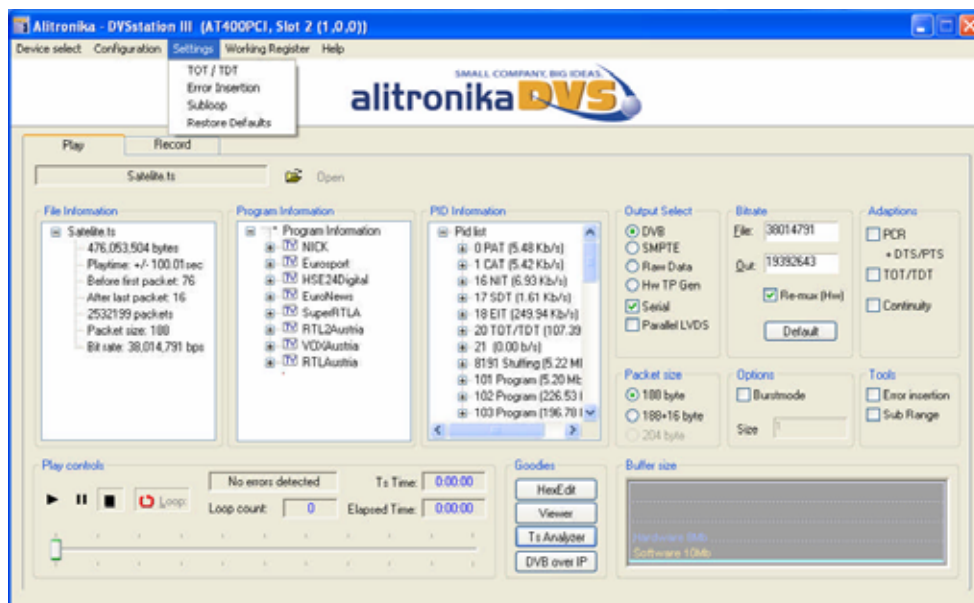 Alitronika - DVSstation III (AT400PCI, Slot 2 (1,0,0))
Device select Configuration Settings Working Register Help
TOT / TDT
Error Insertion
Subloop
Restore Defaults
SMALL COMPANY, BIG IDEAS.
alitronika DVS
Play Record
Satelite.ts Open
File Information
Satelite.ts
476,053,504 bytes
Playtime: +/- 100.01sec
Before first packet: 76
After last packet: 16
2532199 packets
Packet size: 188
Bit rate: 38,014,791 bps
Program Information
Program Information
NICK
Eurosport
HSE24Digital
EuroNews
SuperRTLA
RTL2Austria
VOXAustria
RTLAustria
PID Information
Pid list
0 PAT (5.48 Kb/s)
1 CAT (5.42 Kb/s)
16 NIT (6.93 Kb/s)
17 SDT (1.61 Kb/s)
18 EIT (249.94 Kb/s)
20 TOT/TDT (107.39
21 (0.00 b/s)
8191 Stuffing (5.22 M
101 Program (5.20 Mb
102 Program (226.53
103 Program (196.78
Output Select
DVB
SMPTE
Raw Data
Hw TP Gen
Serial
Parallel LVDS
Bitrate
File: 38014791
Out: 19392643
Re-mux (Hw)
Default
Adaptions
PCR
+ DTS/PTS
TOT/TDT
Continuity
Packet size
188 byte
188+16 byte
204 byte
Options
Burstmode
Size 1
Tools
Error insertion
Sub Range
Play controls
Loop:
No errors detected
Loop count: 0
Ts Time: 0:00:00
Elapsed Time: 0:00:00
Goodies
HexEdit
Viewer
Ts Analyzer
DVB over IP
Buffer size
Hardware 8Mb
Software 10Mb